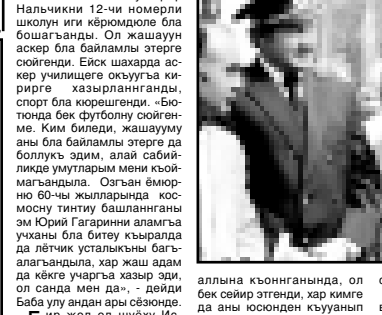 Нальчикни 12-чи номерли
школун иги кёрюмдюле бла
бошагъанды. Ол жашауун
аскер бла байламлы этерге
сюйгенди. Ейск шахарда ас-
кер училищеге окъуугъа ки-
рирге хазырланнганды,
спорт бла кюрешгенди. «Бю-
тюнда бек футболну сюйген-
ме. Ким биледи, жашаууму
аны бла байламлы этерге да
боллукъ эдим, алай сабий-
ликде умутларым мени къой-
магъандыла. Озгъан ёмюр-
ню 60-чы жылларында кос-
мосну тинтиу башланнганы
эм Юрий Гагаринни аламгъа
учханы бла битеу къыралда
да лётчик усталыкъны багъ-
алагъандыла, хар жаш адам
да кёкге учаргъа хазыр эди,
ол санда мен да», - дейди
Баба улу андан ары сёзюнде.
аллына къоннганында, ол
бек сейир этгенди, хар кимге
да аны юсюнден къууанып